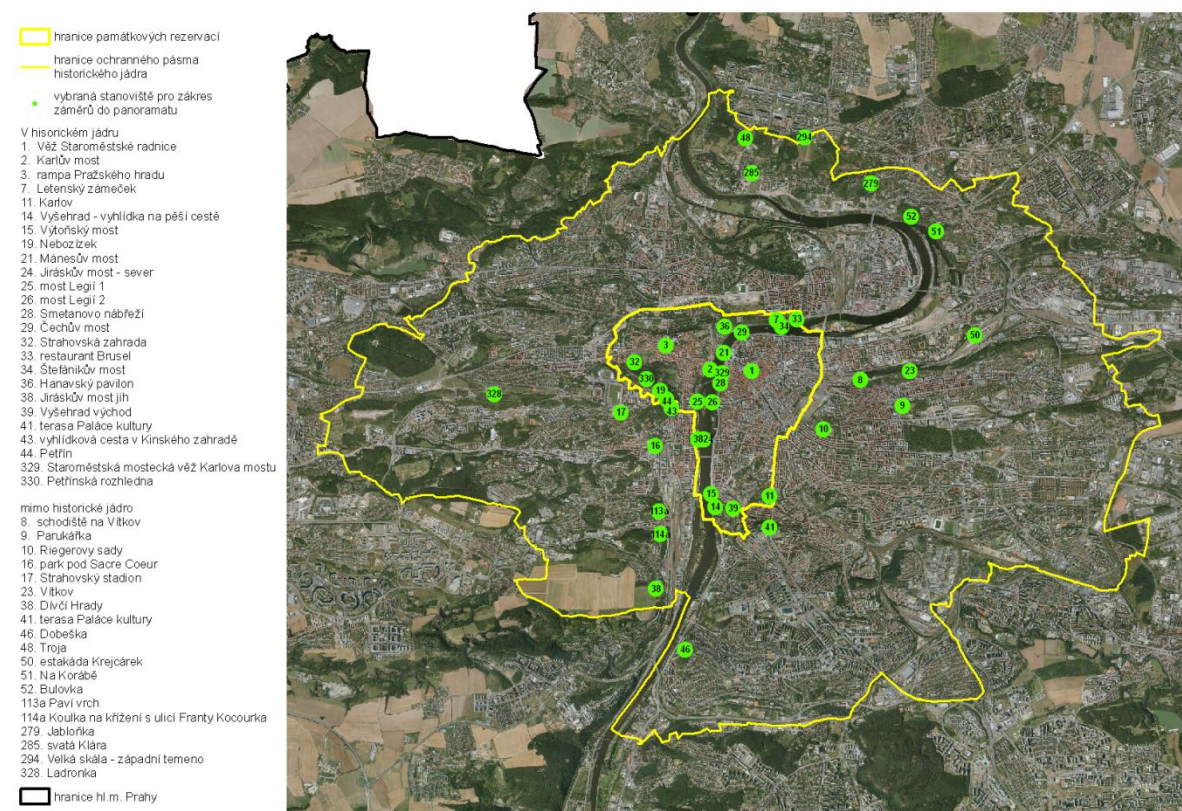 hranice památkových rezervací
hranice ochranného pásma
historického jádra
vybraná stanoviště pro zákres
záměrů do panoramatu
V hisorickém jádru
1. Věž Staroměstské radnice
2. Karlův most
3. rampa Pražského hradu
7. Letenský zámeček
11. Karlov
14. Vyšehrad - vyhlídka na pěší cestě
15. Výtoňský most
19. Nebozízek
21. Mánesův most
24. Jiráskův most - sever
25. most Legií 1
26. most Legií 2
28. Smetanovo nábřeží
29. Čechův most
32. Strahovská zahrada
33. restaurant Brusel
34. Štefánikův most
36. Hanavský pavilon
38. Jiráskův most jih
39. Vyšehrad východ
41. terasa Paláce kultury
43. vyhlídková cesta v Kinského zahradě
44. Petřín
329. Staroměstská mostecká věž Karlova mostu
330. Petřínská rozhledna
mimo historické jádro
8. schodiště na Vítkov
9. Parukářka
10. Riegerovy sady
16. park pod Sacre Coeur
17. Strahovský stadion
23. Vítkov
38. Dívčí Hrady
41. terasa Paláce kultury
46. Dobeška
48. Troja
50. estakáda Krejcárek
51. Na Korábě
52. Bulovka
113a Paví vrch
114a Koulka na křížení s ulicí Franty Kocourka
279. Jabloňka
285. svatá Klára
294. Velká skála - západní temeno
328. Ladronka
hranice hl.m. Prahy
48
294
285
279
52
51
7
33
36
29
34
50
3
21
32
2
329
1
330
28
8
23
19
328
44
25
26
9
43
17
10
38
16
15
11
14
39
113a
41
38
46